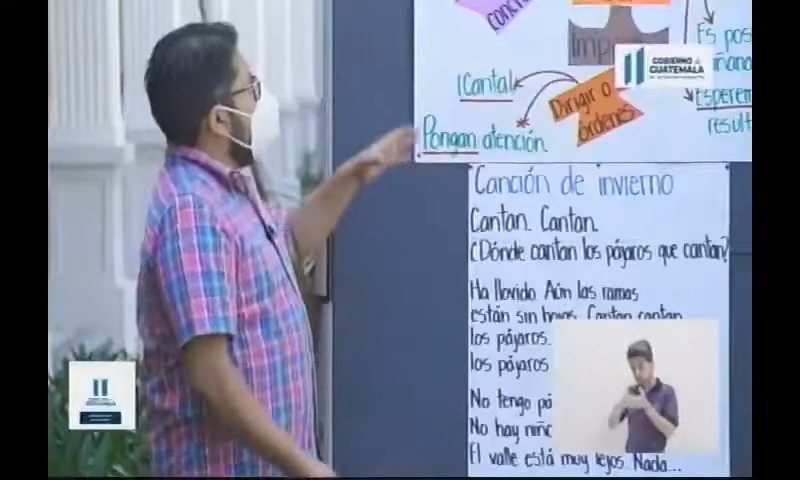 ¡Canta!
Pongan atención
Dirigir o
órdenes
GOBIERNO de
GUATEMALA
Es pos
Esperem
result
Canción de invierno
Cantan. Cantan.
¿Dónde cantan los pájaros que cantan?
Ha llovido. Aún las ramas
están sin hojas. Cantan cantan
los pájaros.
los pájaros
No tengo pá
No hay niñ
El valle está muy lejos. Nada...